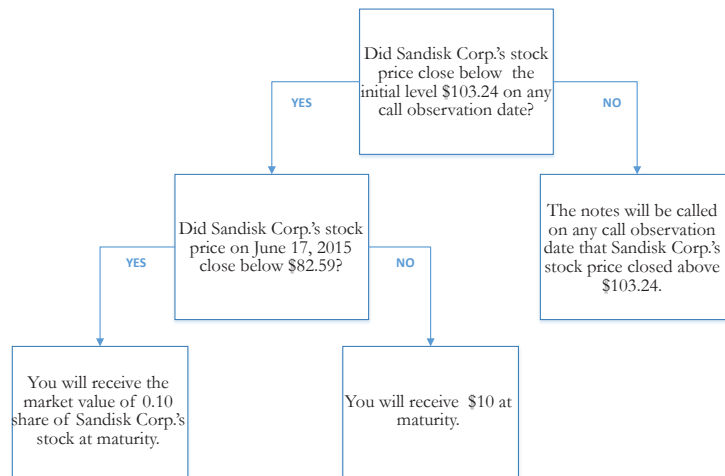 Did Sandisk Corp.'s stock
price close below the
initial level $103.24 on any
call observation date?
YES
NO
Did Sandisk Corp.'s stock
price on June 17, 2015
close below $82.59?
The notes will be called
on any call observation
date that Sandisk Corp.'s
stock price closed above
$103.24.
YES
NO
You will receive the
market value of 0.10
share of Sandisk Corp.'s
stock at maturity.
You will receive $10 at
maturity.